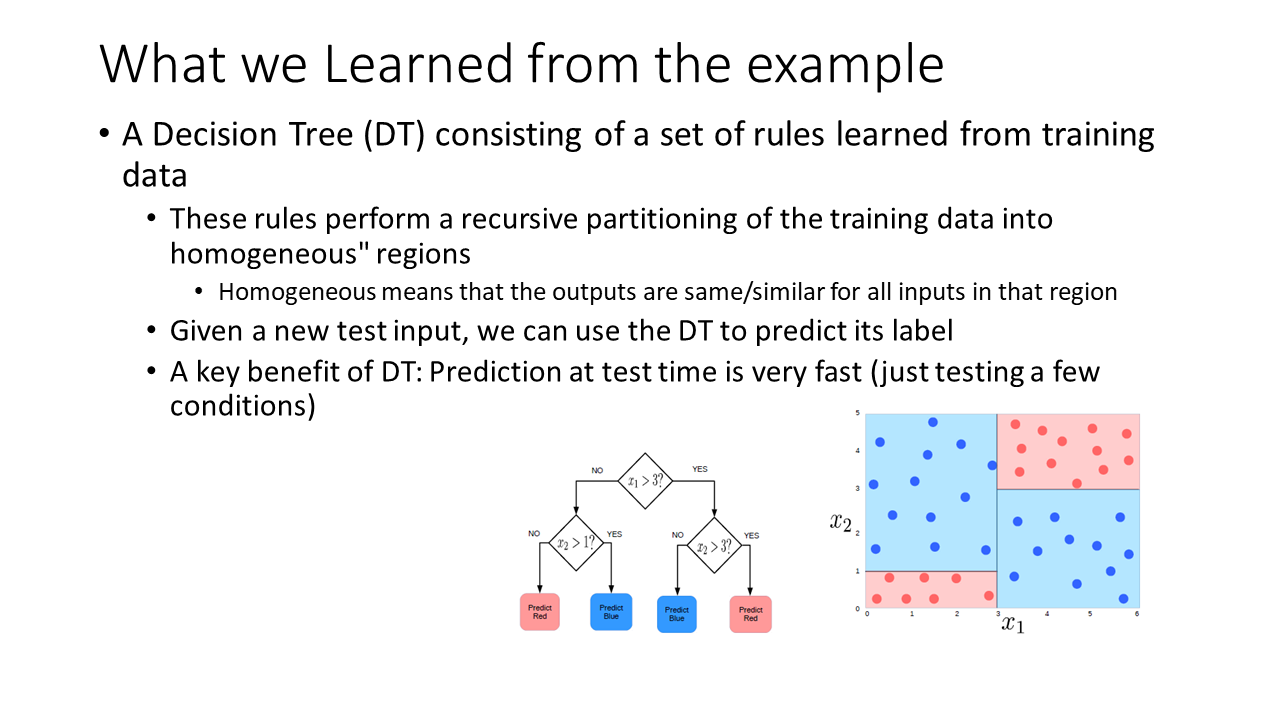 What we Learned from the example
• A Decision Tree (DT) consisting of a set of rules learned from training
data
• These rules perform a recursive partitioning of the training data into
homogeneous" regions
• Homogeneous means that the outputs are same/similar for all inputs in that region
• Given a new test input, we can use the DT to predict its label
• A key benefit of DT: Prediction at test time is very fast (just testing a few
conditions)
NO
x₁ > 3?
YES
NO
x₂ > 1?
YES
NO
x₂ > 3?
YES
Predict
Red
Predict
Blue
Predict
Blue
Predict
Red
5
4
3
x₂
2
1
0
0 1 2 3 4 5 6
x₁